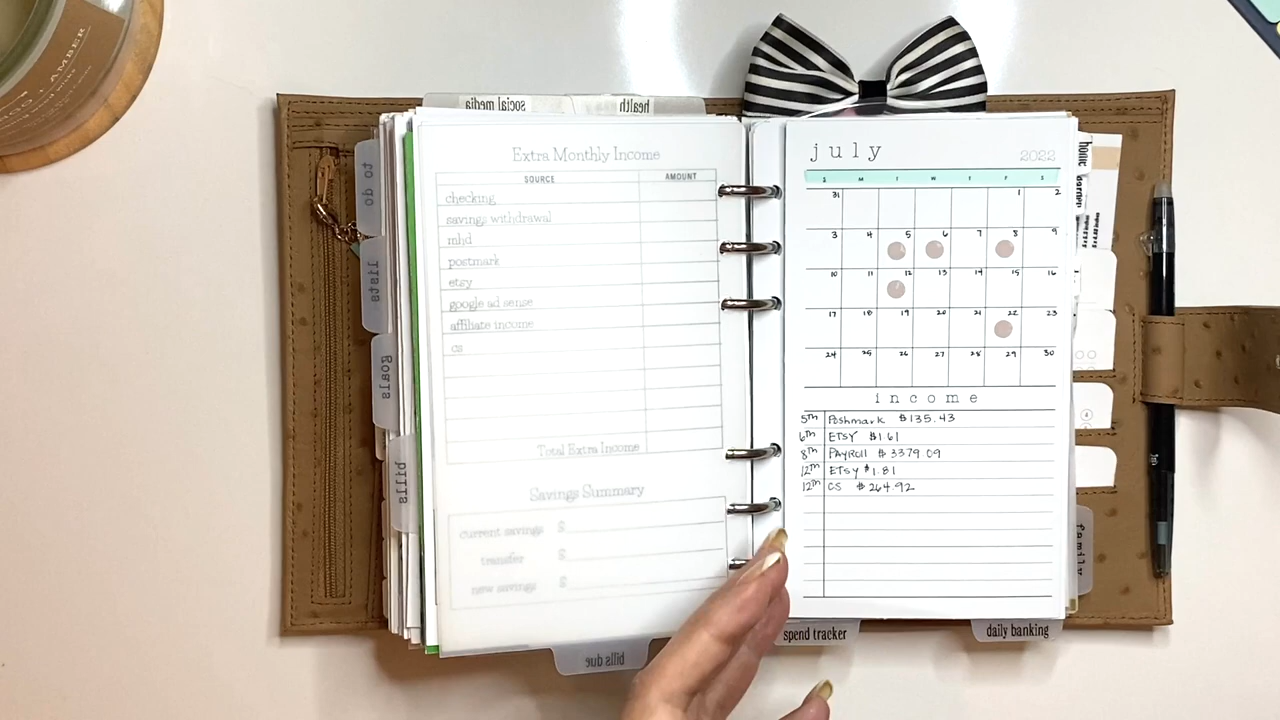 AMBER
social media
health
to do
lists
goals
bills
Extra Monthly Income
SOURCE AMOUNT
checking
savings withdrawal
mhd
postmark
etsy
google ad sense
affiliate income
cs
Total Extra Income
Savings Summary
current savings $
transfer $
new savings $
bills due
july 2022
S M T W T F S
31 1 2
3 4 5 6 7 8 9
10 11 12 13 14 15 16
17 18 19 20 21 22 23
24 25 26 27 28 29 30
income
5th Poshmark $135.43
6th ETSY $1.61
8th PAYROLL $3379.09
12th ETSY $1.81
12th CS $264.92
spend tracker
daily banking
home
garden
family